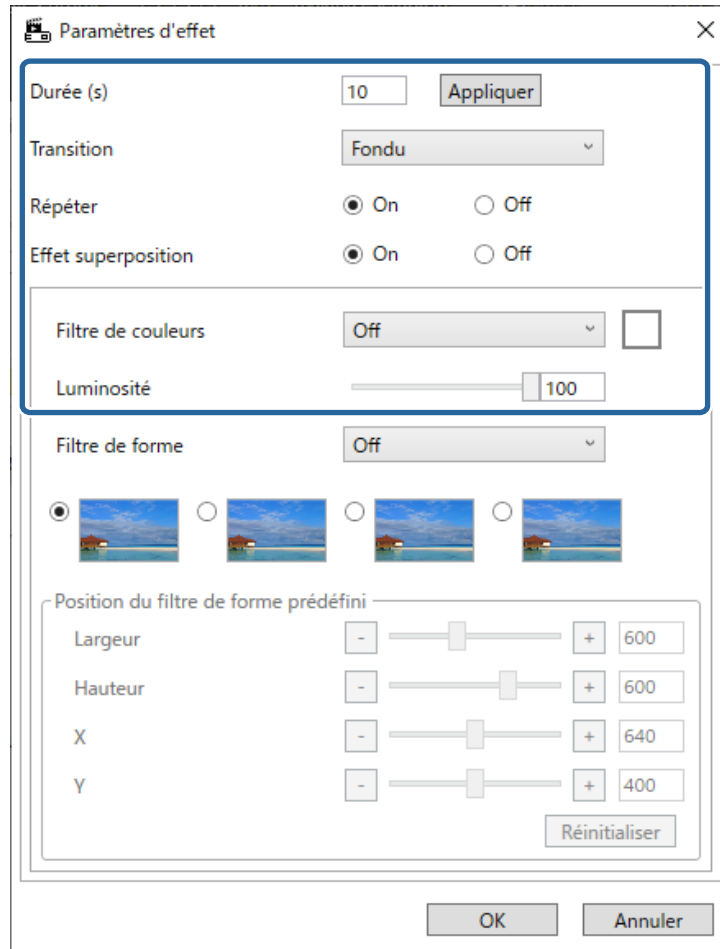 Paramètres d'effet
Durée (s) 10 Appliquer
Transition Fondu
Répéter On Off
Effet superposition On Off
Filtre de couleurs Off
Luminosité 100
Filtre de forme Off
Position du filtre de forme prédéfini
Largeur - + 600
Hauteur - + 600
X - + 640
Y - + 400
Réinitialiser
OK Annuler